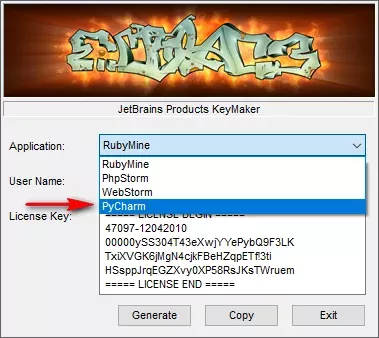 JetBrains Products KeyMaker
Application: RubyMine
RubyMine
PhpStorm
WebStorm
User Name:
PyCharm
License Key: ===== LICENSE BEGIN =====
47097-12042010
00000ySS304T43eXwjYYePybQ9F3LK
TxiXVGK6jMgN4cjkFBeHZqpETfl3ti
HSsppJrqEGZXvy0XP58RsJKsTWruem
===== LICENSE END =====
Generate Copy Exit